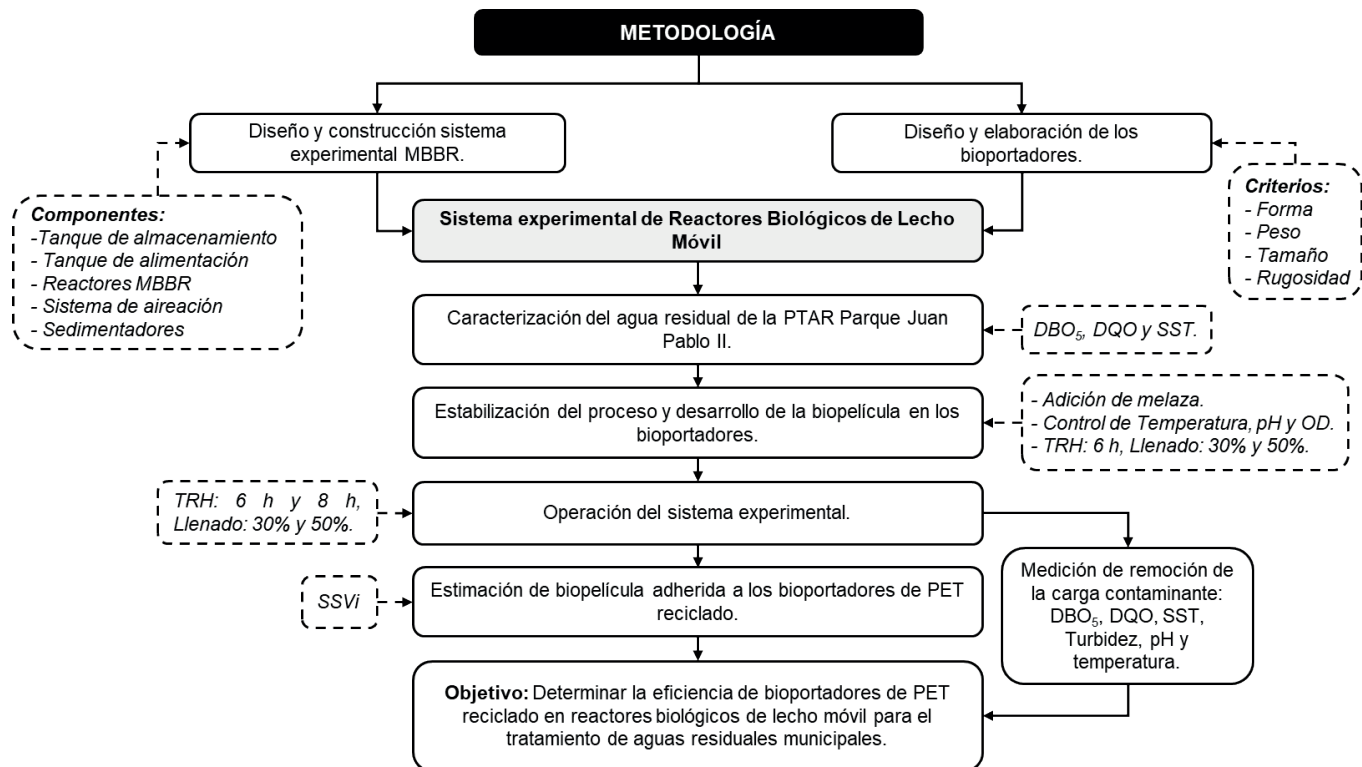 METODOLOGÍA
Diseño y construcción sistema
experimental MBBR.
Diseño y elaboración de los
bioportadores.
Componentes:
-Tanque de almacenamiento
- Tanque de alimentación
- Reactores MBBR
- Sistema de aireación
- Sedimentadores
Criterios:
- Forma
- Peso
- Tamaño
- Rugosidad
Sistema experimental de Reactores Biológicos de Lecho
Móvil
Caracterización del agua residual de la PTAR Parque Juan
Pablo II.
DBO₅, DQO y SST.
Estabilización del proceso y desarrollo de la biopelícula en los
bioportadores.
- Adición de melaza.
- Control de Temperatura, pH y OD.
- TRH: 6 h, Llenado: 30% y 50%.
TRH: 6 h y 8 h,
Llenado: 30% y 50%.
Operación del sistema experimental.
SSVi
Estimación de biopelícula adherida a los bioportadores de PET
reciclado.
Medición de remoción de
la carga contaminante:
DBO₅, DQO, SST,
Turbidez, pH y
temperatura.
Objetivo: Determinar la eficiencia de bioportadores de PET
reciclado en reactores biológicos de lecho móvil para el
tratamiento de aguas residuales municipales.